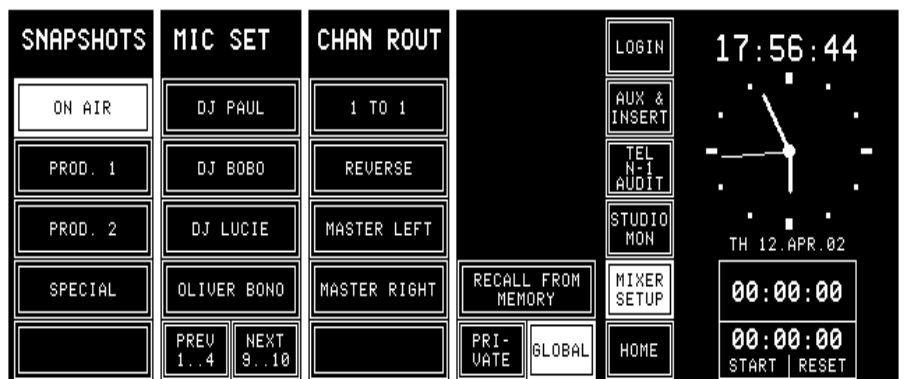 SNAPSHOTS
ON AIR
PROD. 1
PROD. 2
SPECIAL
MIC SET
DJ PAUL
DJ BOBO
DJ LUCIE
OLIVER BONO
PREV
1..4
NEXT
9..10
CHAN ROUT
1 TO 1
REVERSE
MASTER LEFT
MASTER RIGHT
RECALL FROM
MEMORY
PRI-
VATE
GLOBAL
LOGIN
AUX &
INSERT
TEL
N-1
AUDIT
STUDIO
MON
MIXER
SETUP
HOME
17:56:44
TH 12.APR.02
00:00:00
00:00:00
START
RESET